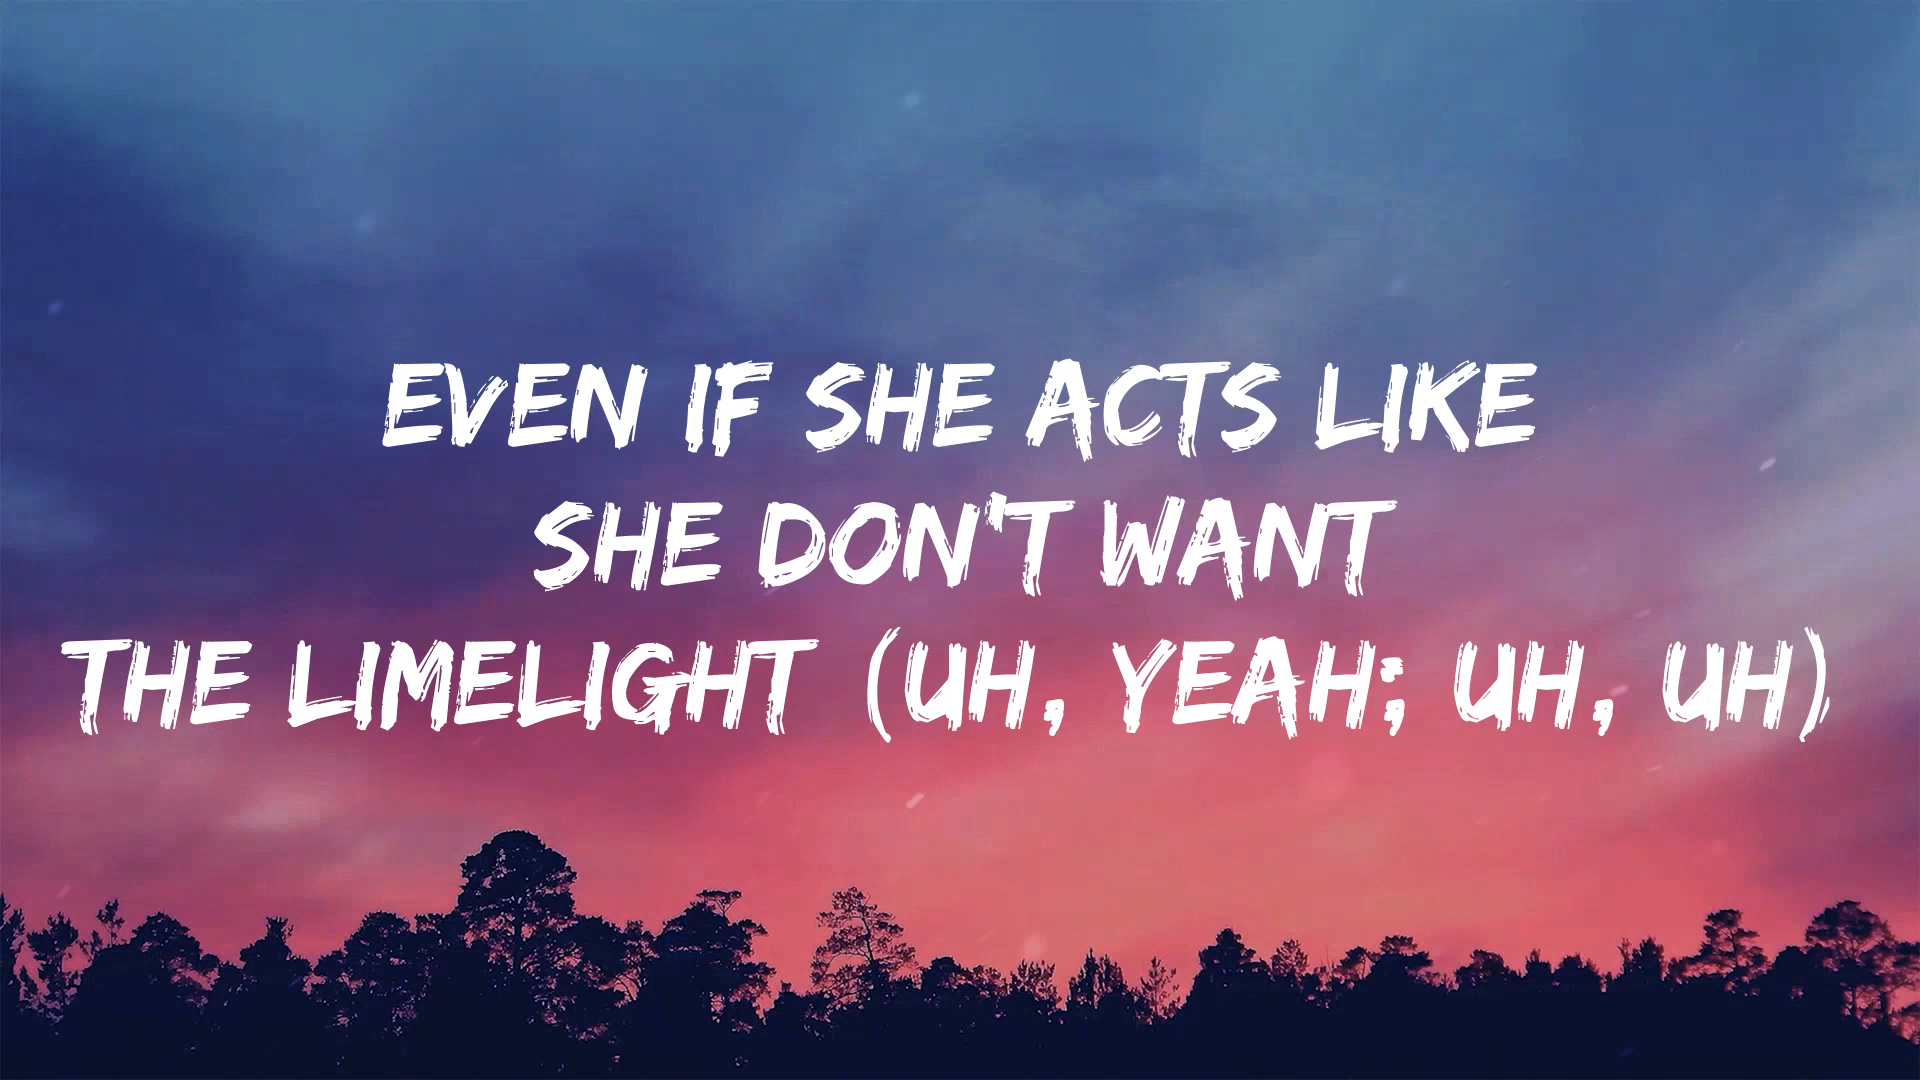 EVEN IF SHE ACTS LIKE
SHE DON'T WANT
THE LIMELIGHT (UH, YEAH; UH, UH)